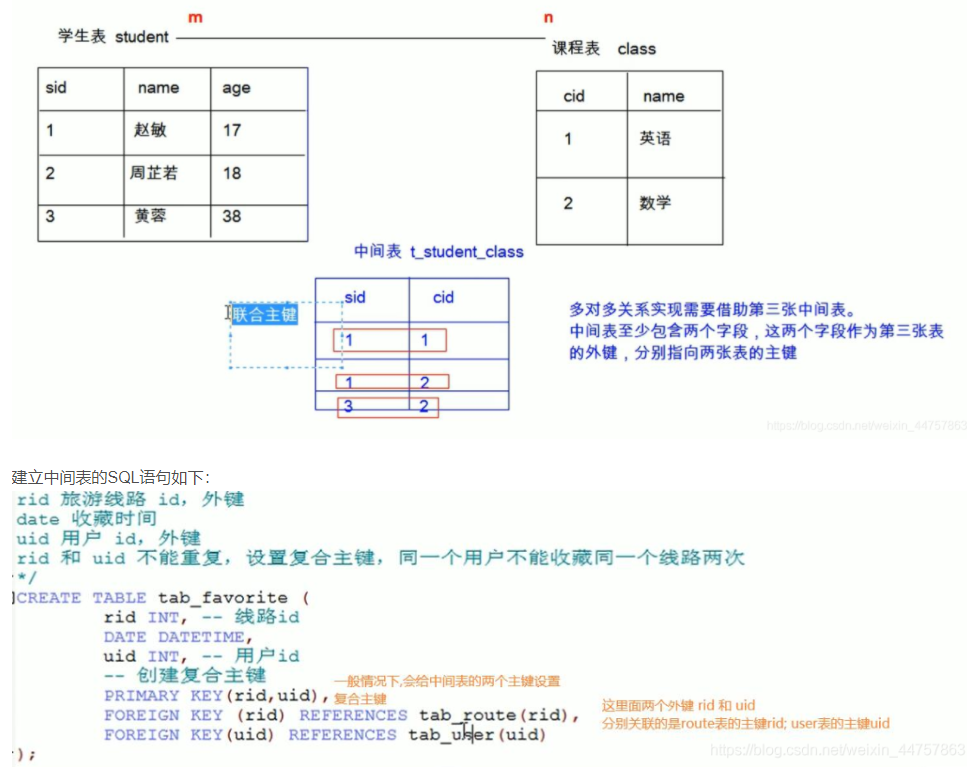 m
n
学生表 student
课程表 class
sid name age
1 赵敏 17
2 周芷若 18
3 黄蓉 38
cid name
1 英语
2 数学
中间表 t_student_class
sid cid
联合主键
1 1
1 2
3 2
多对多关系实现需要借助第三张中间表。
中间表至少包含两个字段，这两个字段作为第三张表
的外键，分别指向两张表的主键
https://blog.csdn.net/weixin_44757863
建立中间表的SQL语句如下：
rid 旅游线路 id，外键
date 收藏时间
uid 用户 id，外键
rid 和 uid 不能重复，设置复合主键，同一个用户不能收藏同一个线路两次
*/
CREATE TABLE tab_favorite (
rid INT, -- 线路id
DATE DATETIME,
uid INT, -- 用户id
-- 创建复合主键
PRIMARY KEY(rid,uid),
一般情况下,会给中间表的两个主键设置
复合主键
FOREIGN KEY (rid) REFERENCES tab_route(rid),
FOREIGN KEY(uid) REFERENCES tab_user(uid)
这里面两个外键 rid 和 uid
分别关联的是route表的主键rid; user表的主键uid
);
https://blog.csdn.net/weixin_44757863